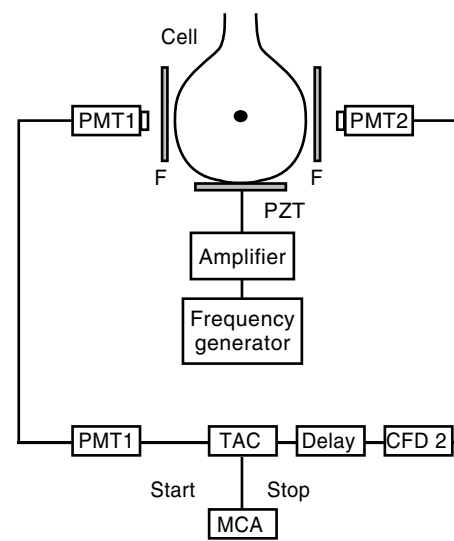 Cell
PMT1
PMT2
F
F
PZT
Amplifier
Frequency
generator
PMT1
TAC
Delay
CFD 2
Start
Stop
MCA